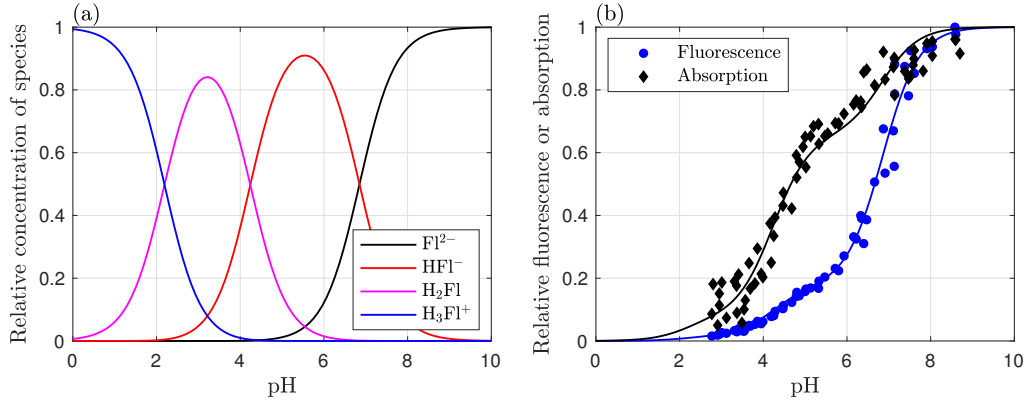 (a)
Relative concentration of species
1
0.8
0.6
0.4
0.2
0
0 2 4 6 8 10
pH
Fl²⁻
HFl⁻
H₂Fl
H₃Fl⁺
(b)
Relative fluorescence or absorption
1
0.8
0.6
0.4
0.2
0
0 2 4 6 8 10
pH
Fluorescence
Absorption